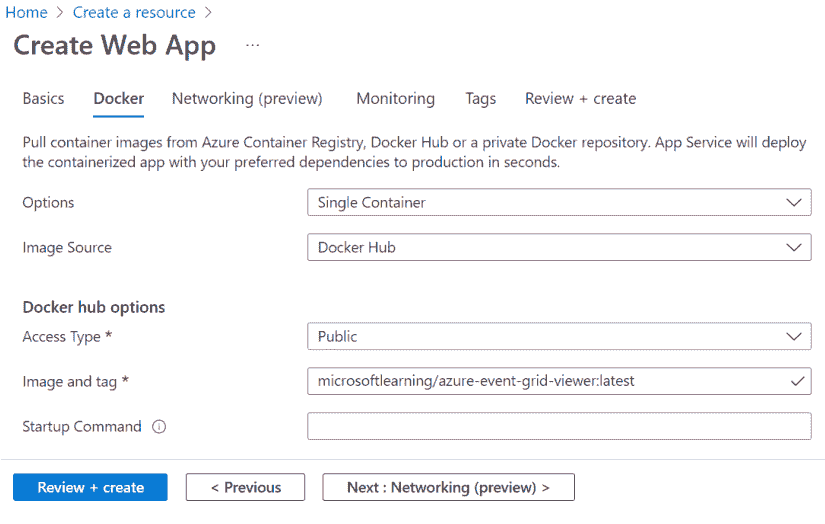 Home > Create a resource >
Create Web App ...
Basics Docker Networking (preview) Monitoring Tags Review + create
Pull container images from Azure Container Registry, Docker Hub or a private Docker repository. App Service will deploy
the containerized app with your preferred dependencies to production in seconds.
Options Single Container
Image Source Docker Hub
Docker hub options
Access Type * Public
Image and tag * microsoftlearning/azure-event-grid-viewer:latest
Startup Command
Review + create < Previous Next : Networking (preview) >